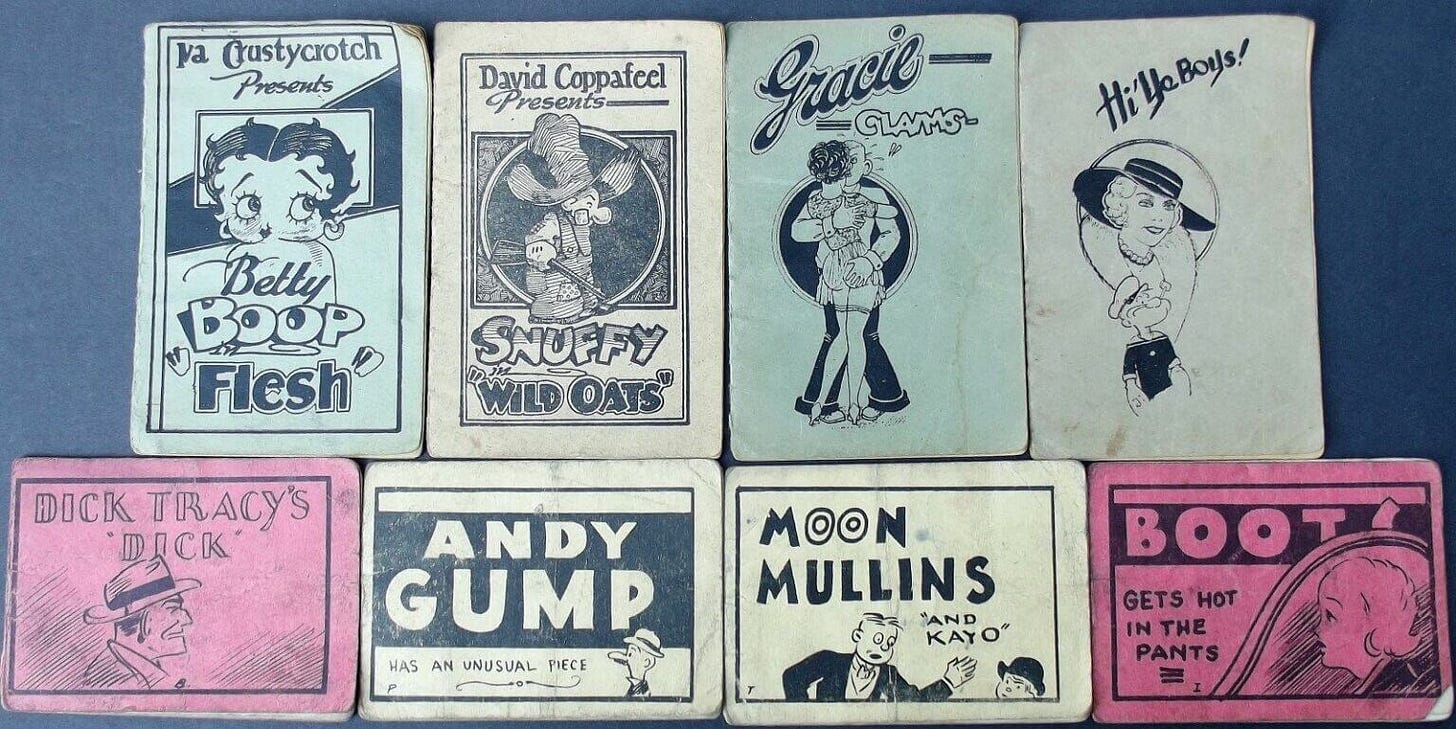 Iva Crustycrotch
Presents
Betty
BOOP
in
"Flesh"
David Coppafeel
Presents
SNUFFY
in
"WILD OATS"
Gracie
CLAMS
Hi' Ye Boys!
DICK TRACY'S
"DICK"
B
ANDY
GUMP
HAS AN UNUSUAL PIECE
P
MOON
MULLINS
"AND
KAYO"
T
BOOTS
GETS HOT
IN THE
PANTS
I